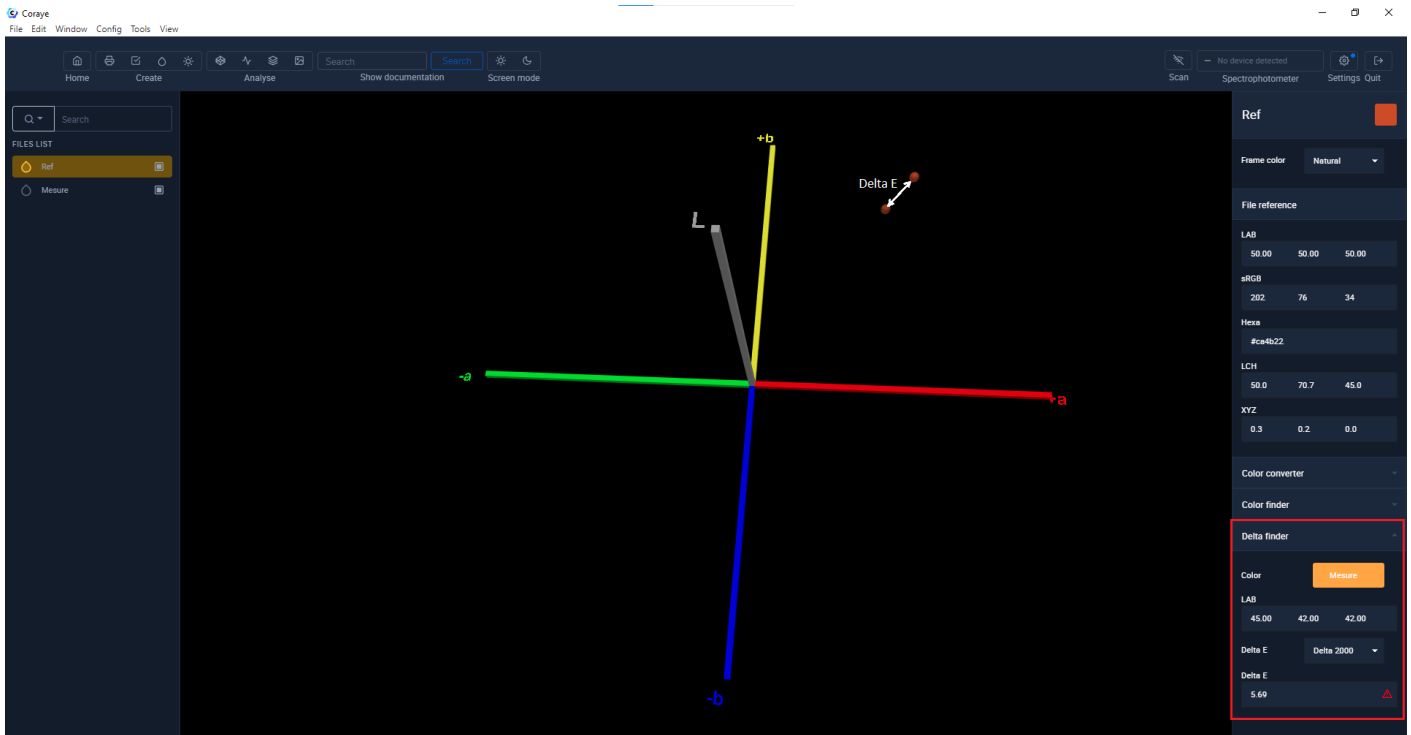 Coraye
File Edit Window Config Tools View
Search Search
No device detected
Home Create Analyse Show documentation Screen mode Scan Spectrophotometer Settings Quit
Search
FILES LIST
Ref
Mesure
+b
Delta E
L
-a
+a
-b
Ref
Frame color Natural
File reference
LAB
50.00 50.00 50.00
sRGB
202 76 34
Hexa
#ca4b22
LCH
50.0 70.7 45.0
XYZ
0.3 0.2 0.0
Color converter
Color finder
Delta finder
Color Mesure
LAB
45.00 42.00 42.00
Delta E Delta 2000
Delta E
5.69